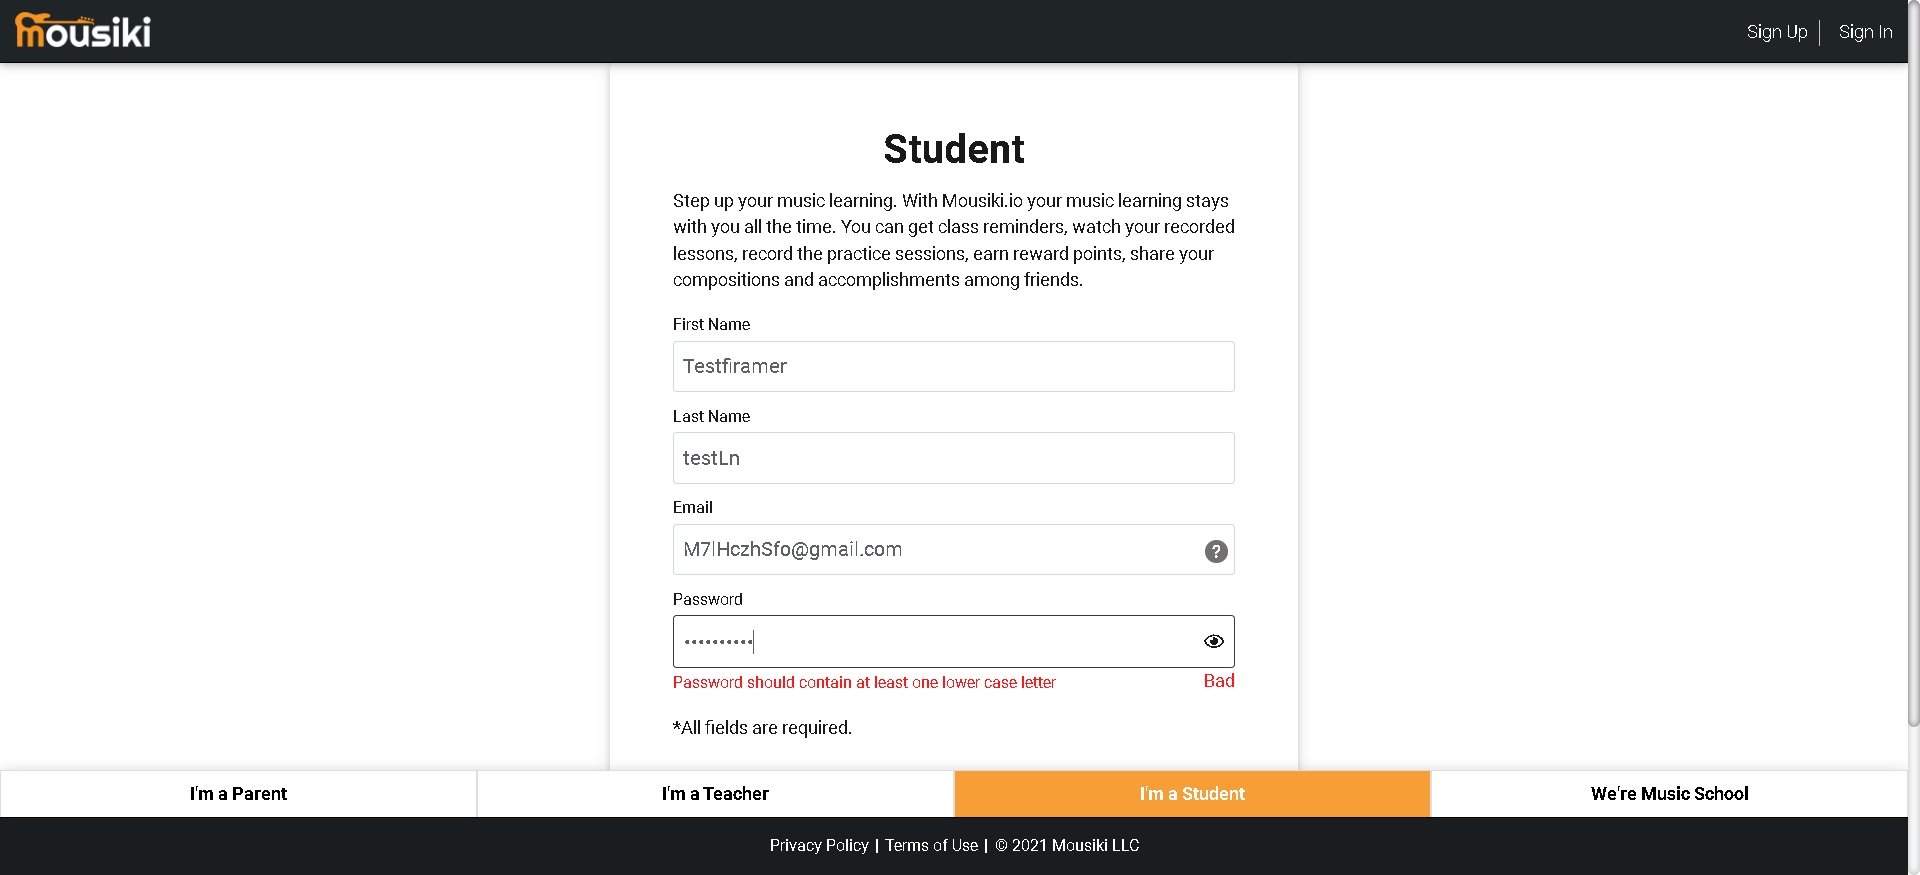 mousiki
Sign Up
Sign In
Student
Step up your music learning. With Mousiki.io your music learning stays
with you all the time. You can get class reminders, watch your recorded
lessons, record the practice sessions, earn reward points, share your
compositions and accomplishments among friends.
First Name
Testfiramer
Last Name
testLn
Email
M7lHczhSfo@gmail.com
?
Password
••••••••••
Password should contain at least one lower case letter
Bad
*All fields are required.
I'm a Parent
I'm a Teacher
I'm a Student
We're Music School
Privacy Policy | Terms of Use | © 2021 Mousiki LLC